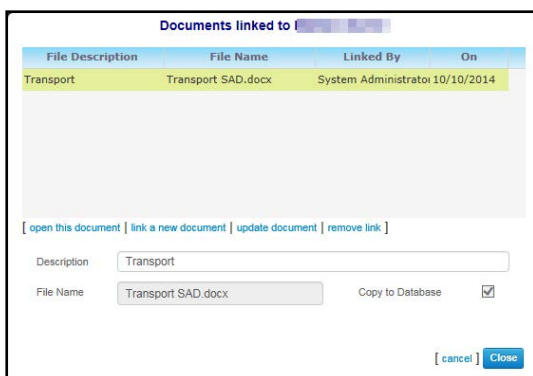 Documents linked to
File Description File Name Linked By On
Transport Transport SAD.docx System Administrator 10/10/2014
[ open this document | link a new document | update document | remove link ]
Description Transport
File Name Transport SAD.docx Copy to Database
[ cancel ] Close